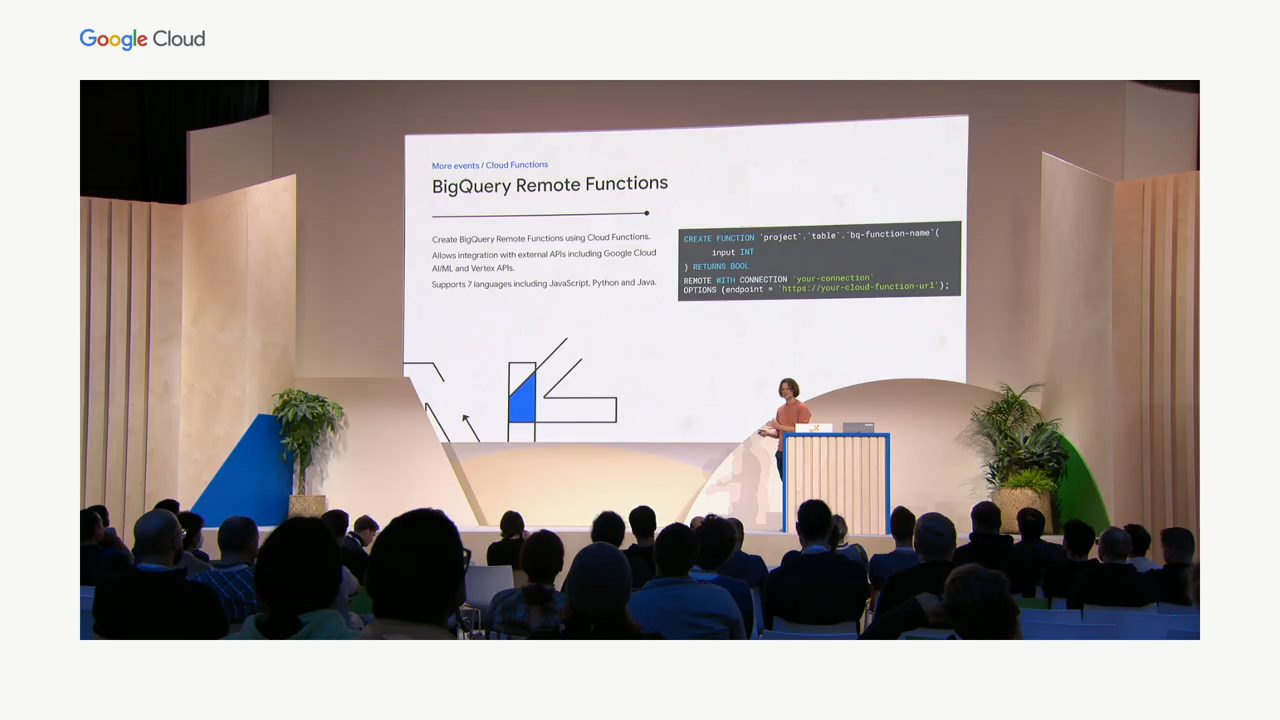 Google Cloud
More events / Cloud Functions
BigQuery Remote Functions
Create BigQuery Remote Functions using Cloud Functions.
Allows integration with external APIs including Google Cloud
AI/ML and Vertex APIs.
Supports 7 languages including JavaScript, Python and Java.
CREATE FUNCTION `project`.`table`.`bq-function-name`(
input INT
) RETURNS BOOL
REMOTE WITH CONNECTION `your-connection`
OPTIONS (endpoint = `https://your-cloud-function-url`);